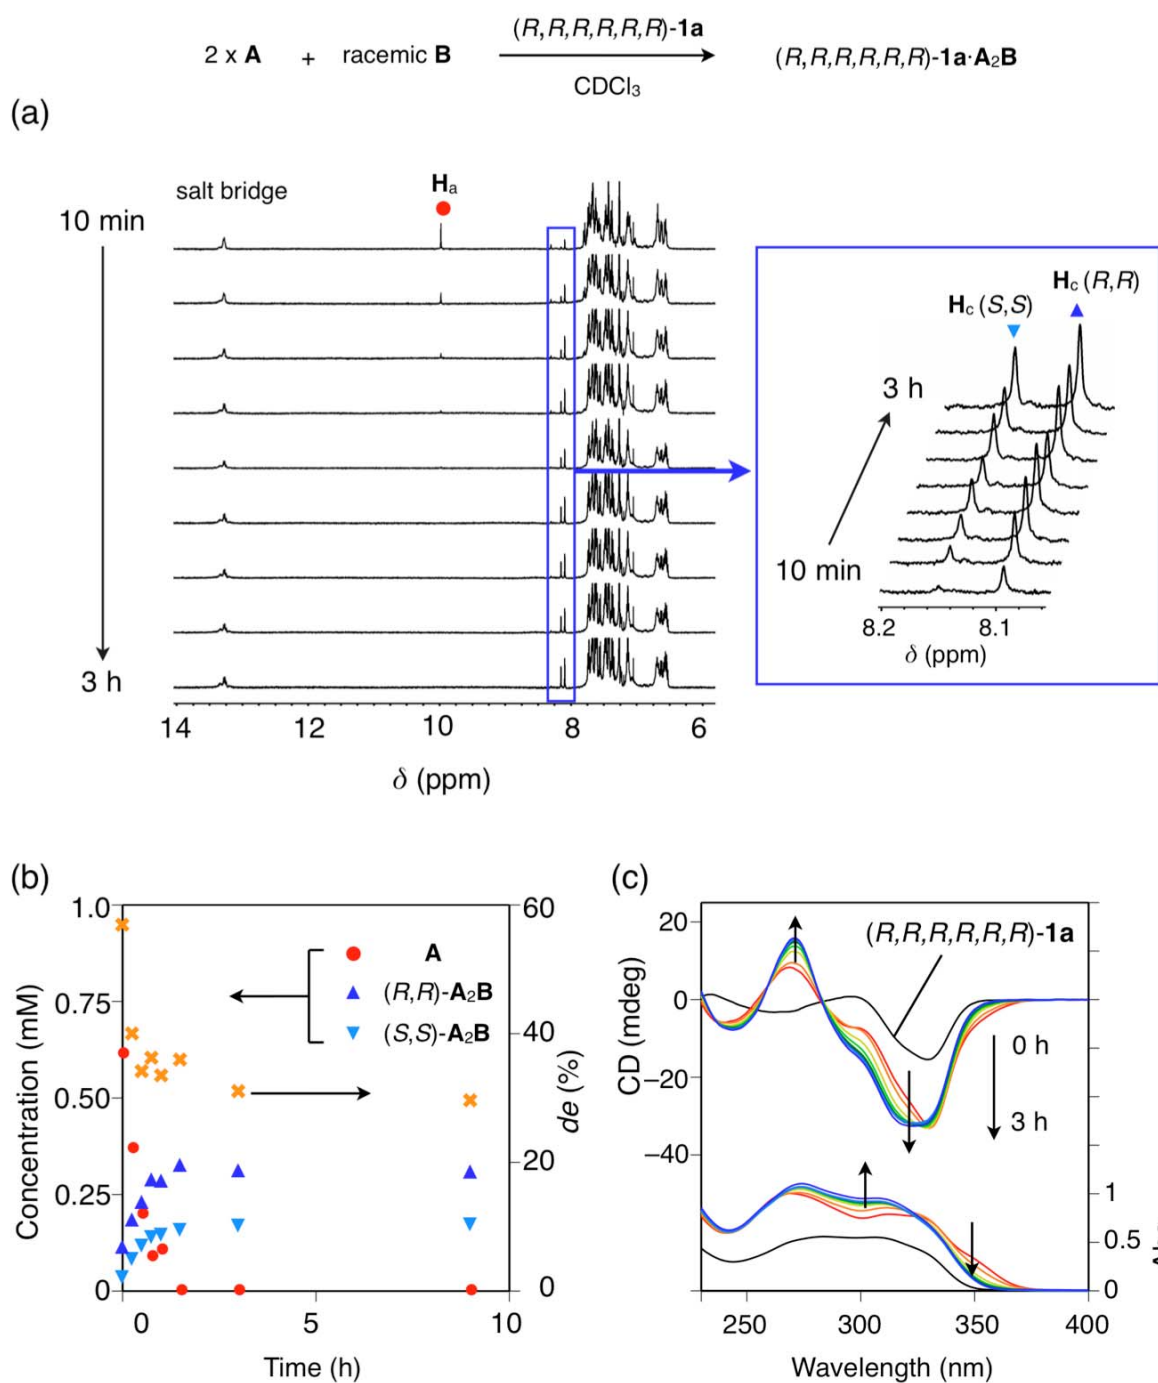 2 x A + racemic B (R,R,R,R,R,R)-1a CDCl₃ (R,R,R,R,R,R)-1a·A₂B
(a)
salt bridge
Hₐ
10 min
3 h
14 12 10 8 6
δ (ppm)
H꜀ (R,R)
H꜀ (S,S)
3 h
10 min
8.2 8.1
δ (ppm)
(b)
1.0
0.75
0.50
0.25
0
Concentration (mM)
A
(R,R)-A₂B
(S,S)-A₂B
60
40
20
0
de (%)
0 5 10
Time (h)
(c)
20
0
−20
−40
CD (mdeg)
(R,R,R,R,R,R)-1a
0 h
3 h
1
0.5
0
250 300 350 400
Wavelength (nm)